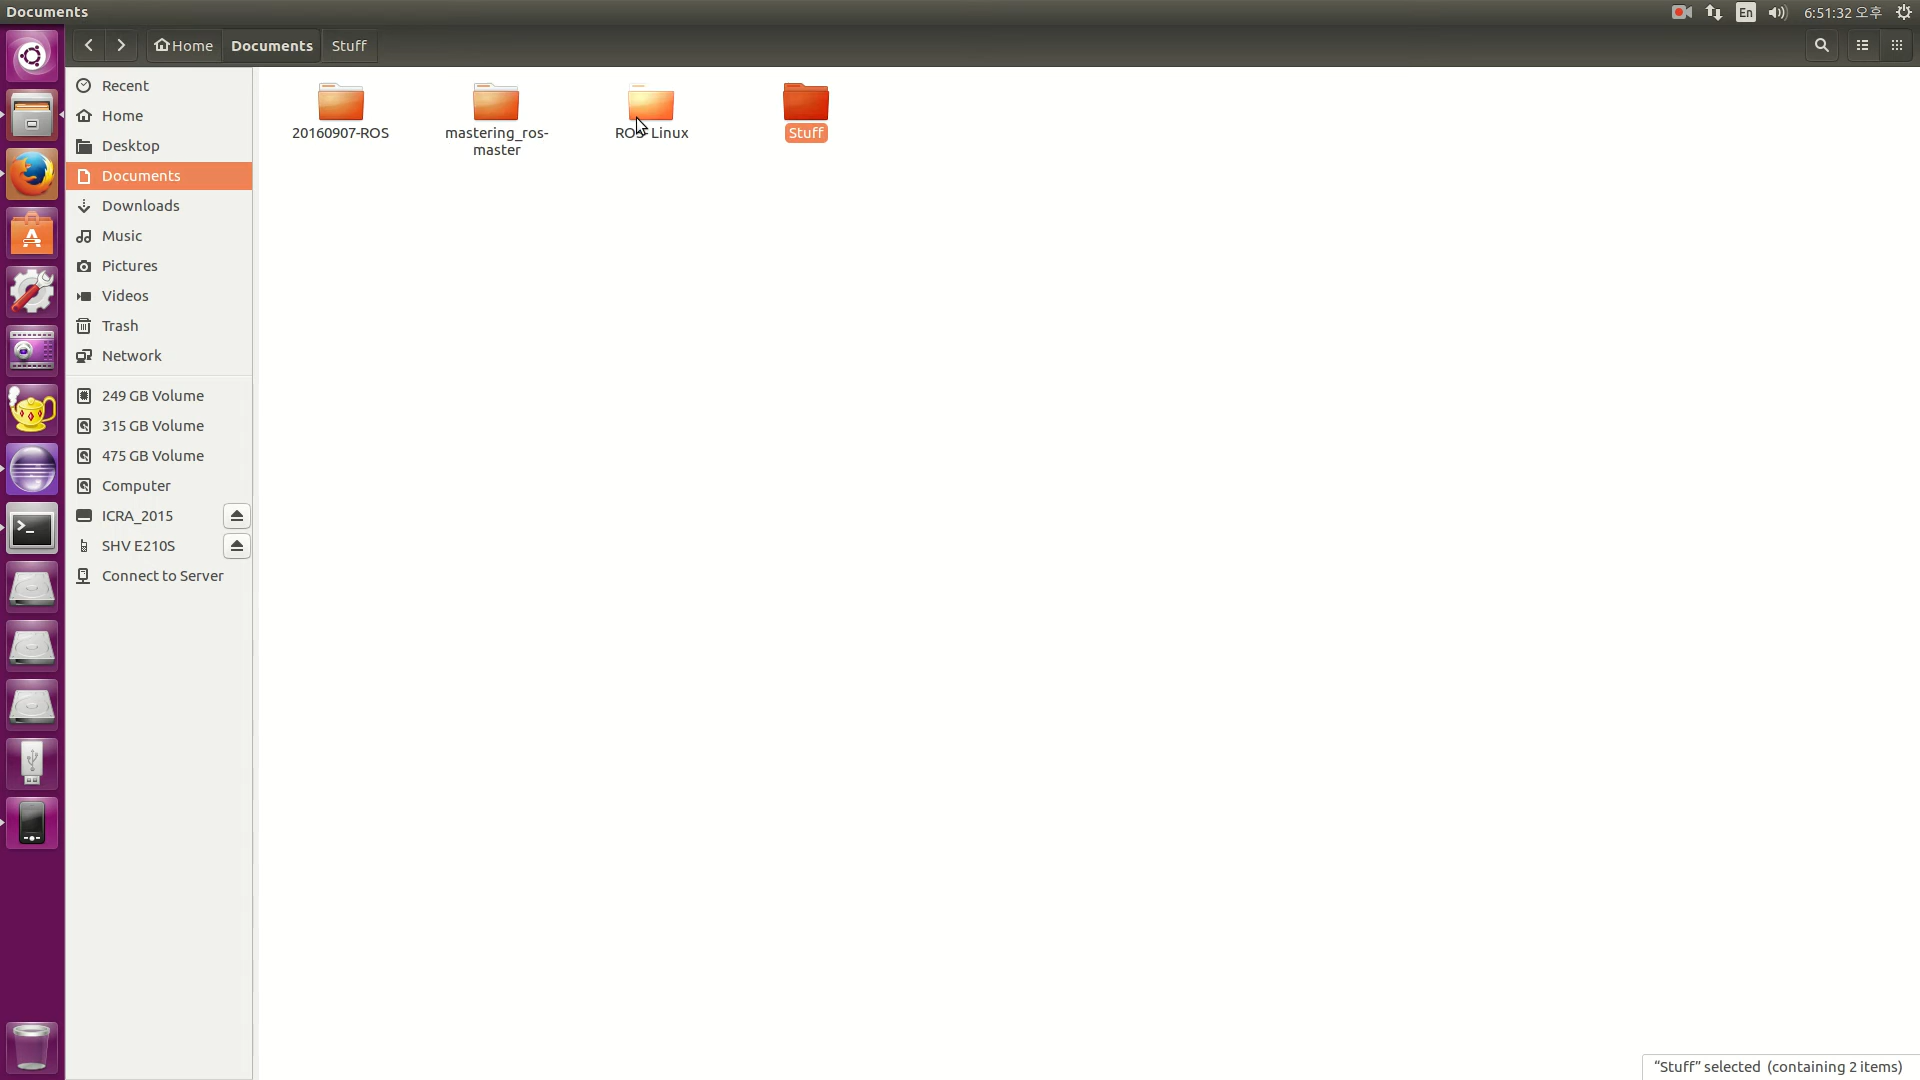 Documents
En
6:51:32 오후
Home
Documents
Stuff
Recent
Home
Desktop
Documents
Downloads
Music
Pictures
Videos
Trash
Network
249 GB Volume
315 GB Volume
475 GB Volume
Computer
ICRA_2015
SHV E210S
Connect to Server
20160907-ROS
mastering_ros-
master
Linux
Stuff
“Stuff” selected (containing 2 items)